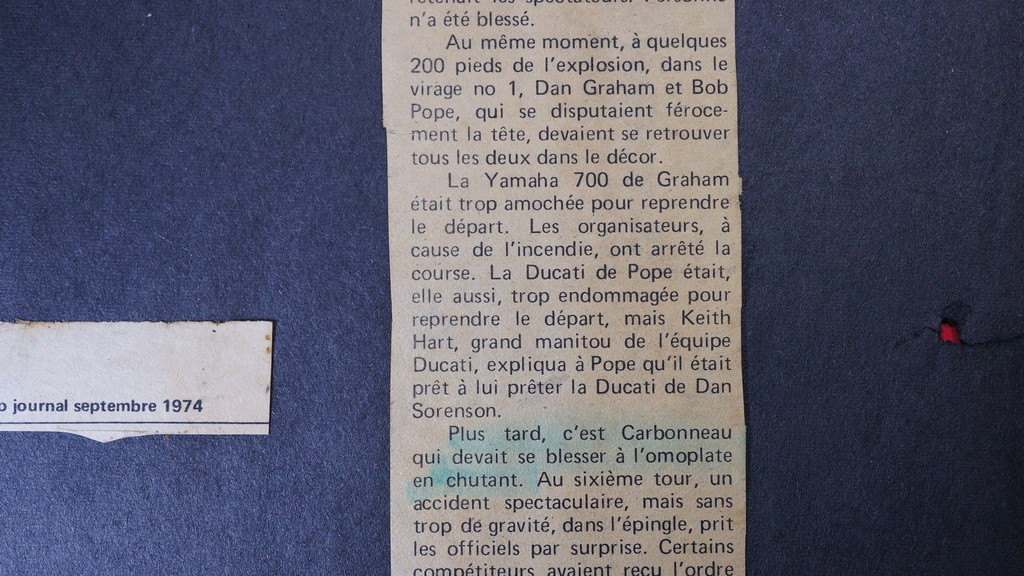 retenait les spectateurs. Personne
n'a été blessé.
Au même moment, à quelques
200 pieds de l'explosion, dans le
virage no 1, Dan Graham et Bob
Pope, qui se disputaient féroce-
ment la tête, devaient se retrouver
tous les deux dans le décor.
La Yamaha 700 de Graham
était trop amochée pour reprendre
le départ. Les organisateurs, à
cause de l'incendie, ont arrêté la
course. La Ducati de Pope était,
elle aussi, trop endommagée pour
reprendre le départ, mais Keith
Hart, grand manitou de l'équipe
Ducati, expliqua à Pope qu'il était
prêt à lui prêter la Ducati de Dan
Sorenson.
Plus tard, c'est Carbonneau
qui devait se blesser à l'omoplate
en chutant. Au sixième tour, un
accident spectaculaire, mais sans
trop de gravité, dans l'épingle, prit
les officiels par surprise. Certains
compétiteurs avaient reçu l'ordre
journal septembre 1974